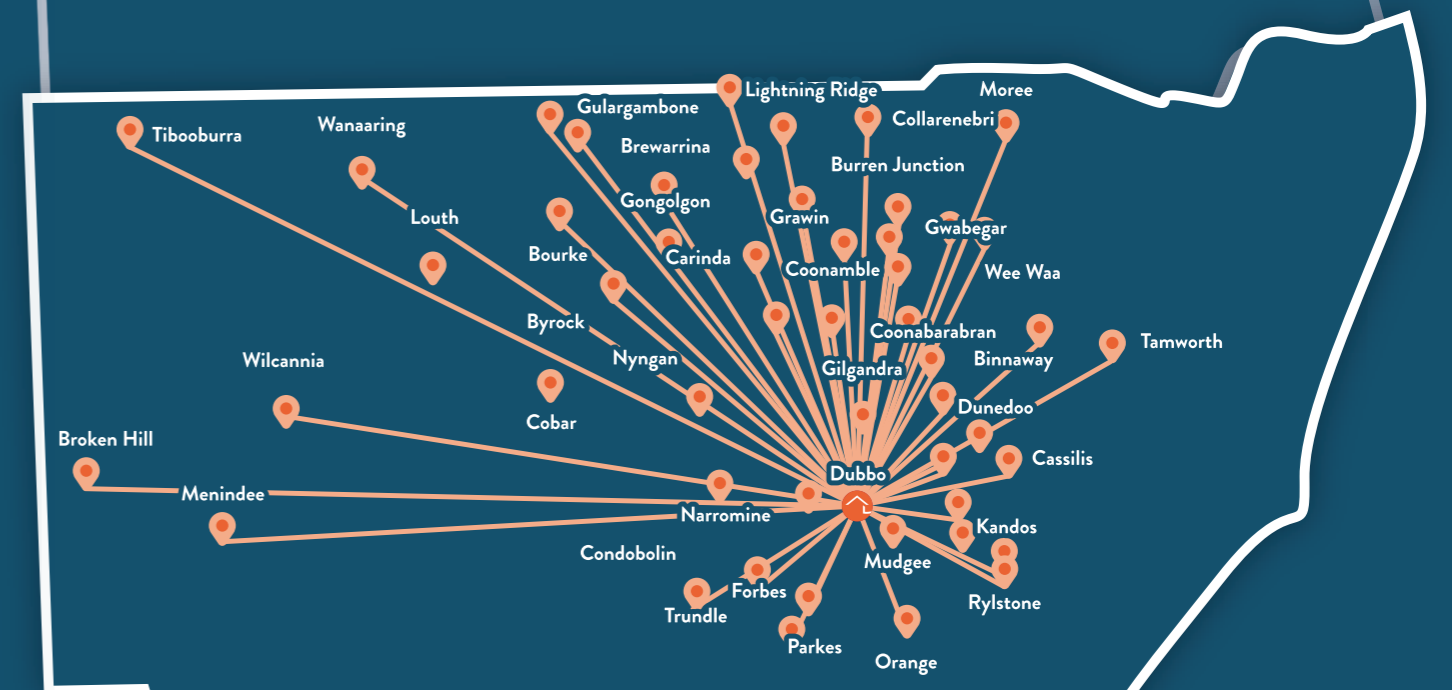 Lightning Ridge
Moree
Gulargambone
Collarenebri
Tibooburra
Wanaaring
Brewarrina
Burren Junction
Gongolgon
Louth
Grawin
Gwabegar
Bourke
Carinda
Coonamble
Wee Waa
Byrock
Coonabarabran
Tamworth
Wilcannia
Nyngan
Gilgandra
Binnaway
Cobar
Dunedoo
Broken Hill
Cassilis
Dubbo
Menindee
Narromine
Kandos
Condobolin
Mudgee
Forbes
Rylstone
Trundle
Parkes
Orange